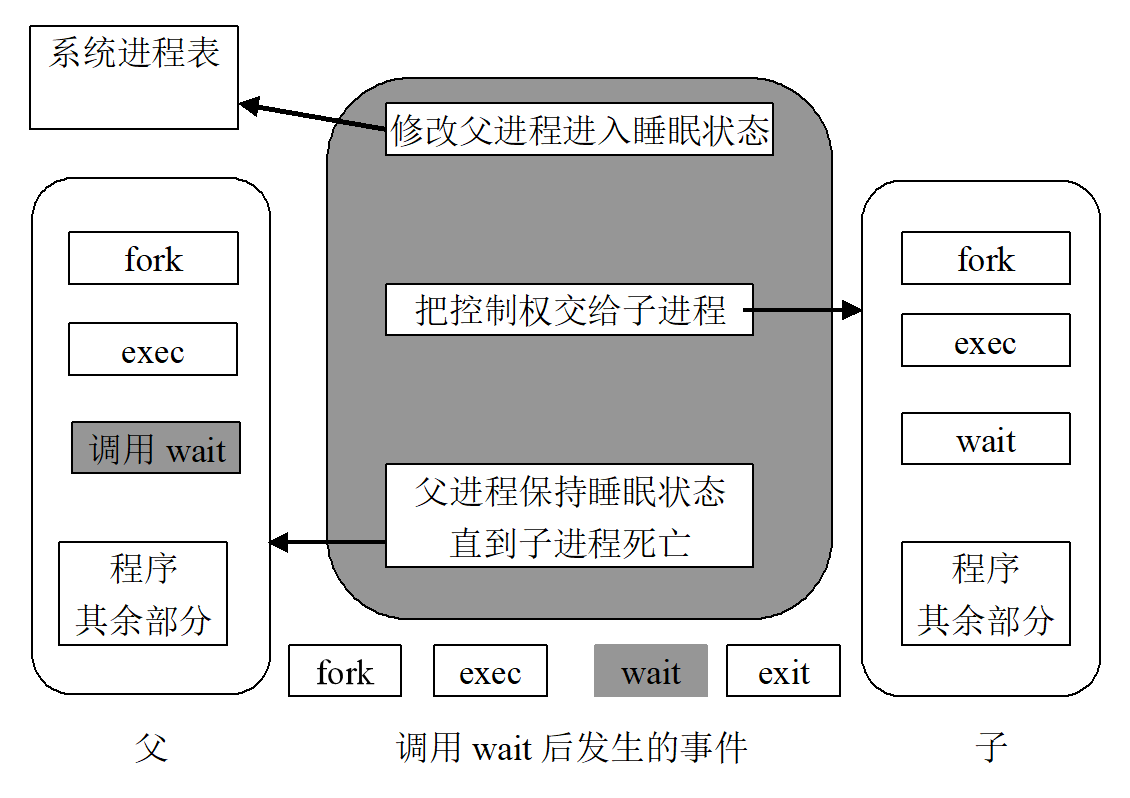 系统进程表
修改父进程进入睡眠状态
fork
exec
调用 wait
程序
其余部分
把控制权交给子进程
父进程保持睡眠状态
直到子进程死亡
fork
exec
wait
程序
其余部分
fork
exec
wait
exit
父
调用 wait 后发生的事件
子